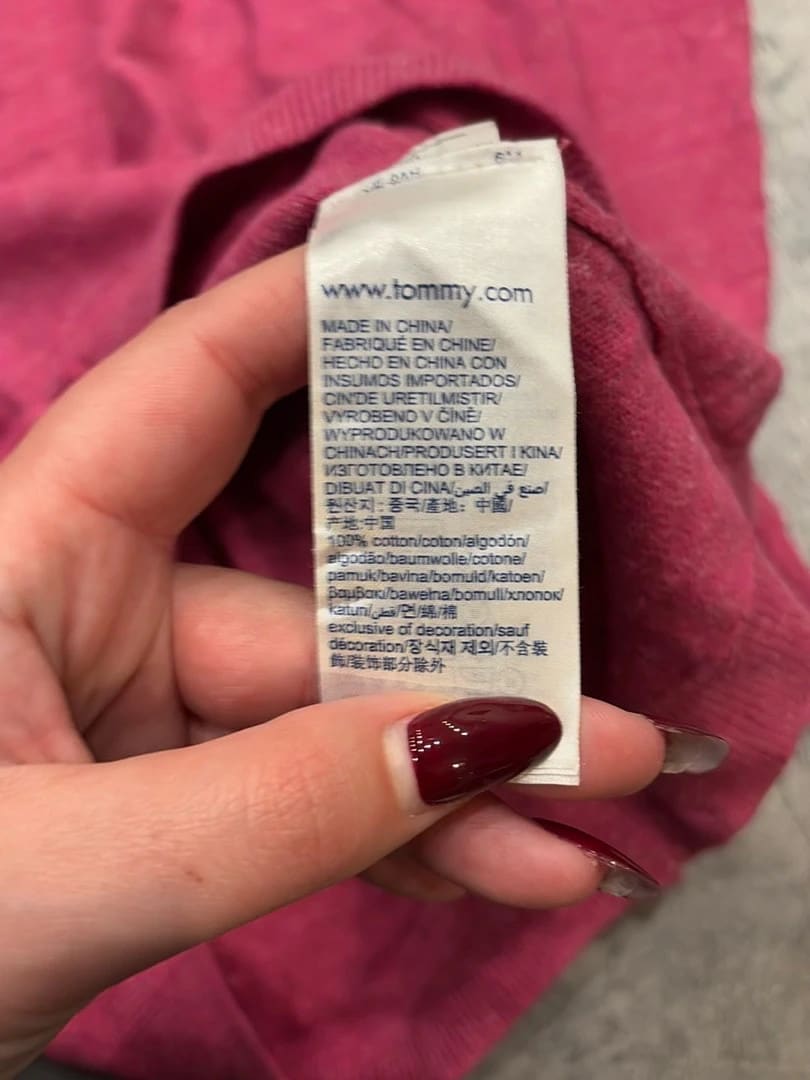 www.tommy.com
MADE IN CHINA/
FABRIQUÉ EN CHINE/
HECHO EN CHINA CON
INSUMOS IMPORTADOS/
CIN'DE URETILMISTIR/
VYROBENO V ČÍNĚ/
WYPRODUKOWANO W
CHINACH/PRODUSERT I KINA/
ИЗГОТОВЛЕНО В КИТАЕ/
DIBUAT DI CINA/صنع في الصين/
원산지 : 중국/產地：中國/
产地:中国
100% cotton/coton/algodón/
algodão/baumwolle/cotone/
pamuk/bavlna/bomuld/katoen/
βαμβακι/bawełna/bomull/хлопок/
katun/قطن/면/綿/棉
exclusive of decoration/sauf
décoration/장식재 제외/不含裝
飾/装饰部分除外